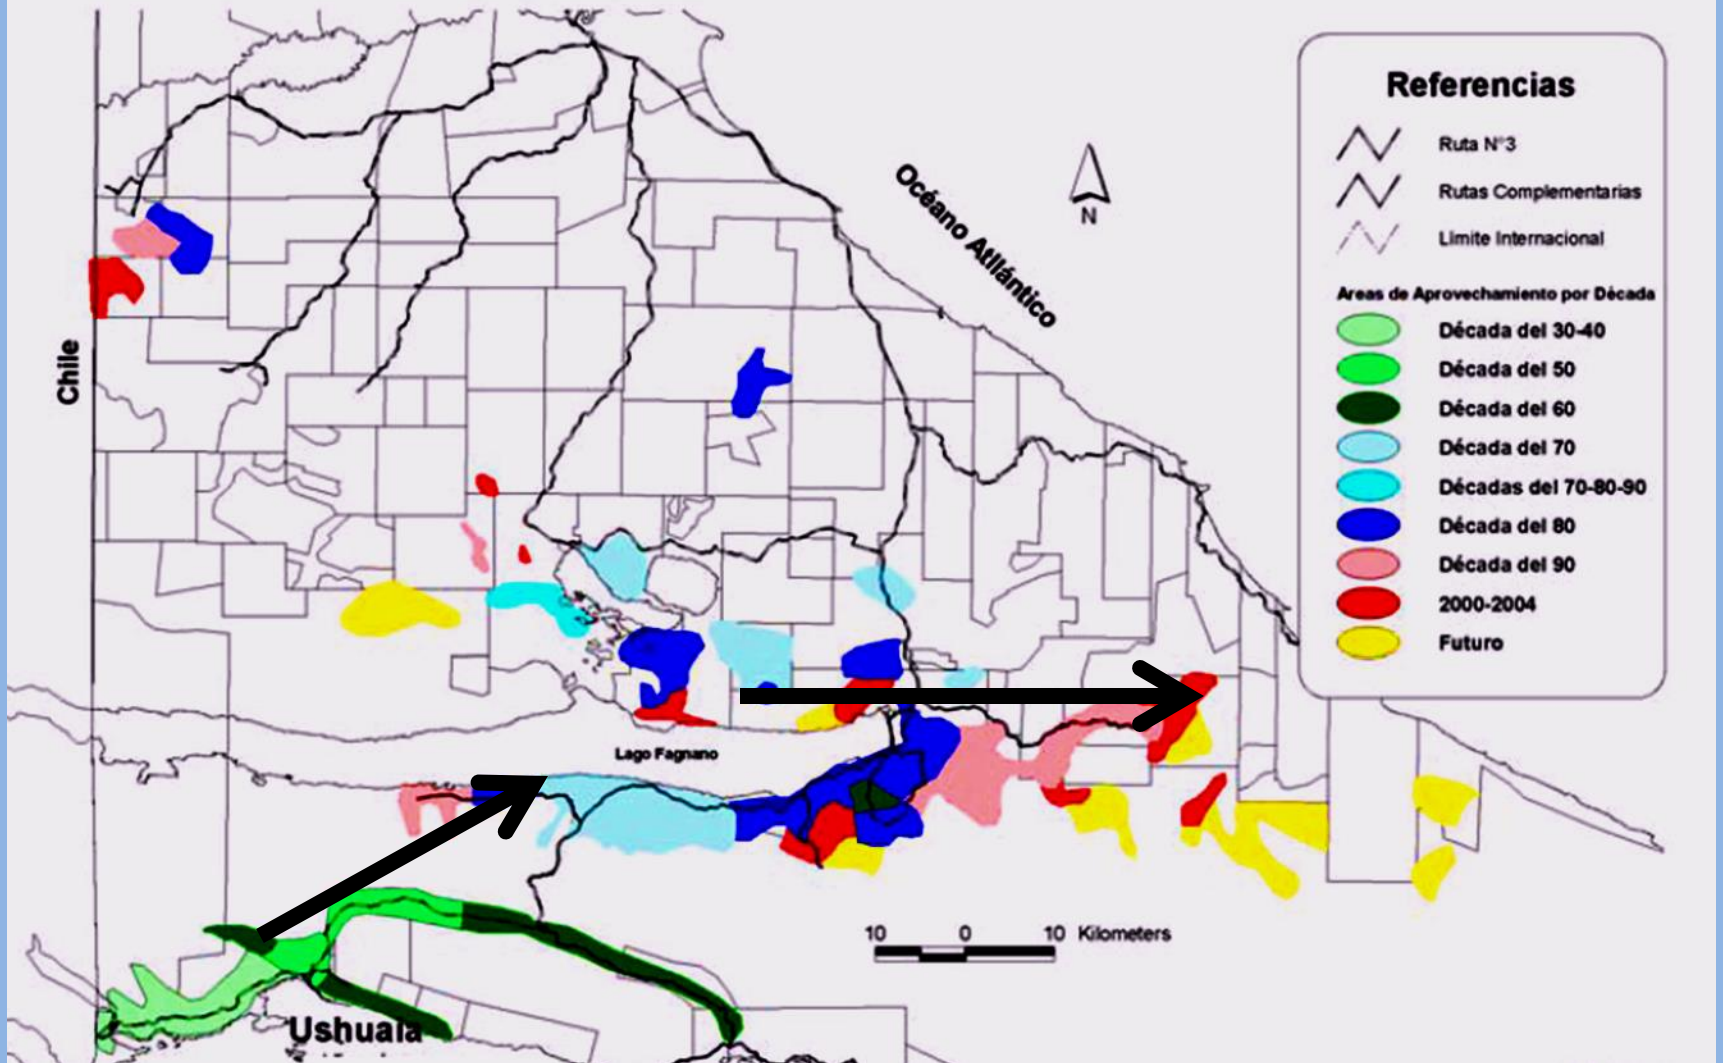 Referencias
Ruta N°3
Rutas Complementarias
Limite Internacional
Areas de Aprovechamiento por Década
Década del 30-40
Década del 50
Década del 60
Década del 70
Décadas del 70-80-90
Década del 80
Década del 90
2000-2004
Futuro
Océano Atllántico
N
Chile
Lago Fagnano
10 0 10 Kilometers
Ushuaia